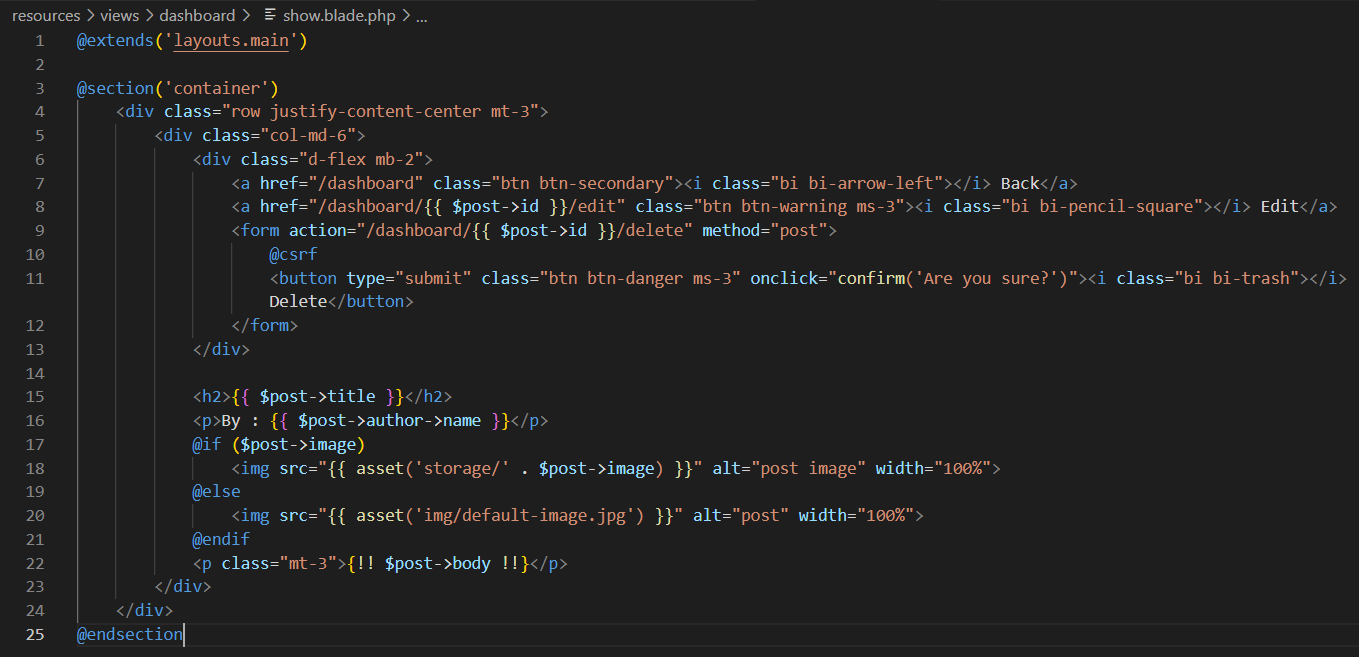 resources > views > dashboard > show.blade.php > ...
1 @extends('layouts.main')
2
3 @section('container')
4     <div class="row justify-content-center mt-3">
5         <div class="col-md-6">
6             <div class="d-flex mb-2">
7                 <a href="/dashboard" class="btn btn-secondary"><i class="bi bi-arrow-left"></i> Back</a>
8                 <a href="/dashboard/{{ $post->id }}/edit" class="btn btn-warning ms-3"><i class="bi bi-pencil-square"></i> Edit</a>
9                 <form action="/dashboard/{{ $post->id }}/delete" method="post">
10                     @csrf
11                     <button type="submit" class="btn btn-danger ms-3" onclick="confirm('Are you sure?')"><i class="bi bi-trash"></i>
                     Delete</button>
12                 </form>
13             </div>
14
15             <h2>{{ $post->title }}</h2>
16             <p>By : {{ $post->author->name }}</p>
17             @if ($post->image)
18                 <img src="{{ asset('storage/' . $post->image) }}" alt="post image" width="100%">
19             @else
20                 <img src="{{ asset('img/default-image.jpg') }}" alt="post" width="100%">
21             @endif
22             <p class="mt-3">{!! $post->body !!}</p>
23         </div>
24     </div>
25 @endsection